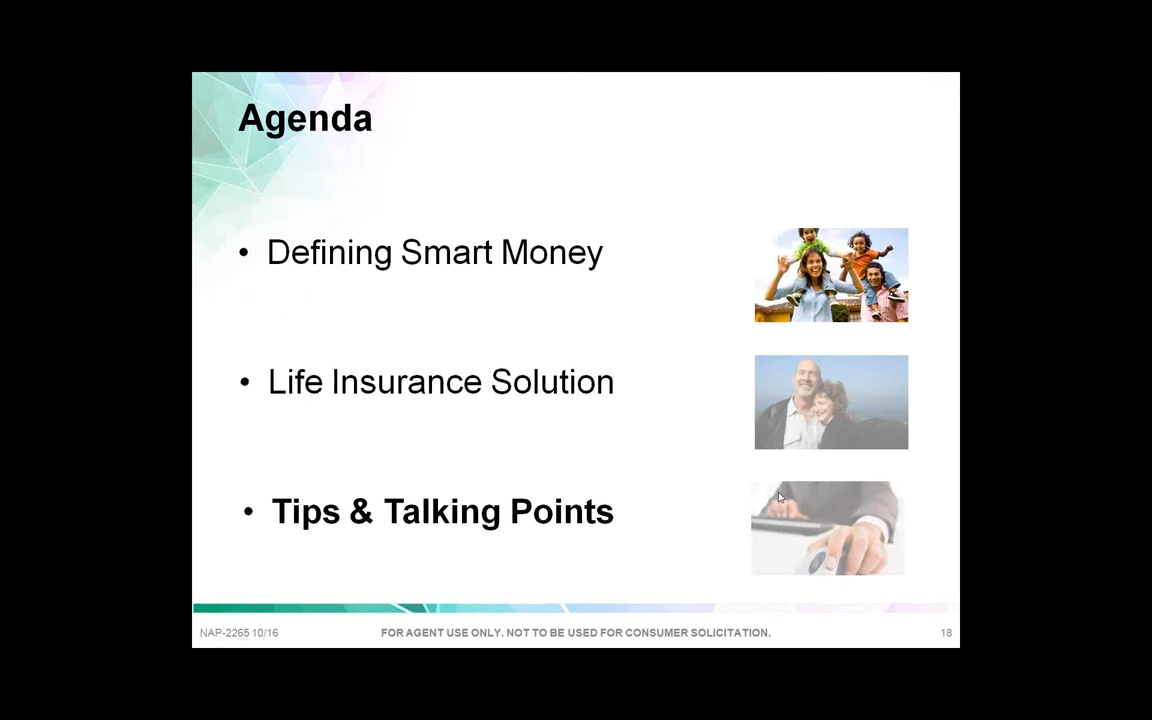 Agenda
• Defining Smart Money
• Life Insurance Solution
• Tips & Talking Points
NAP-2265 10/16 FOR AGENT USE ONLY. NOT TO BE USED FOR CONSUMER SOLICITATION. 18